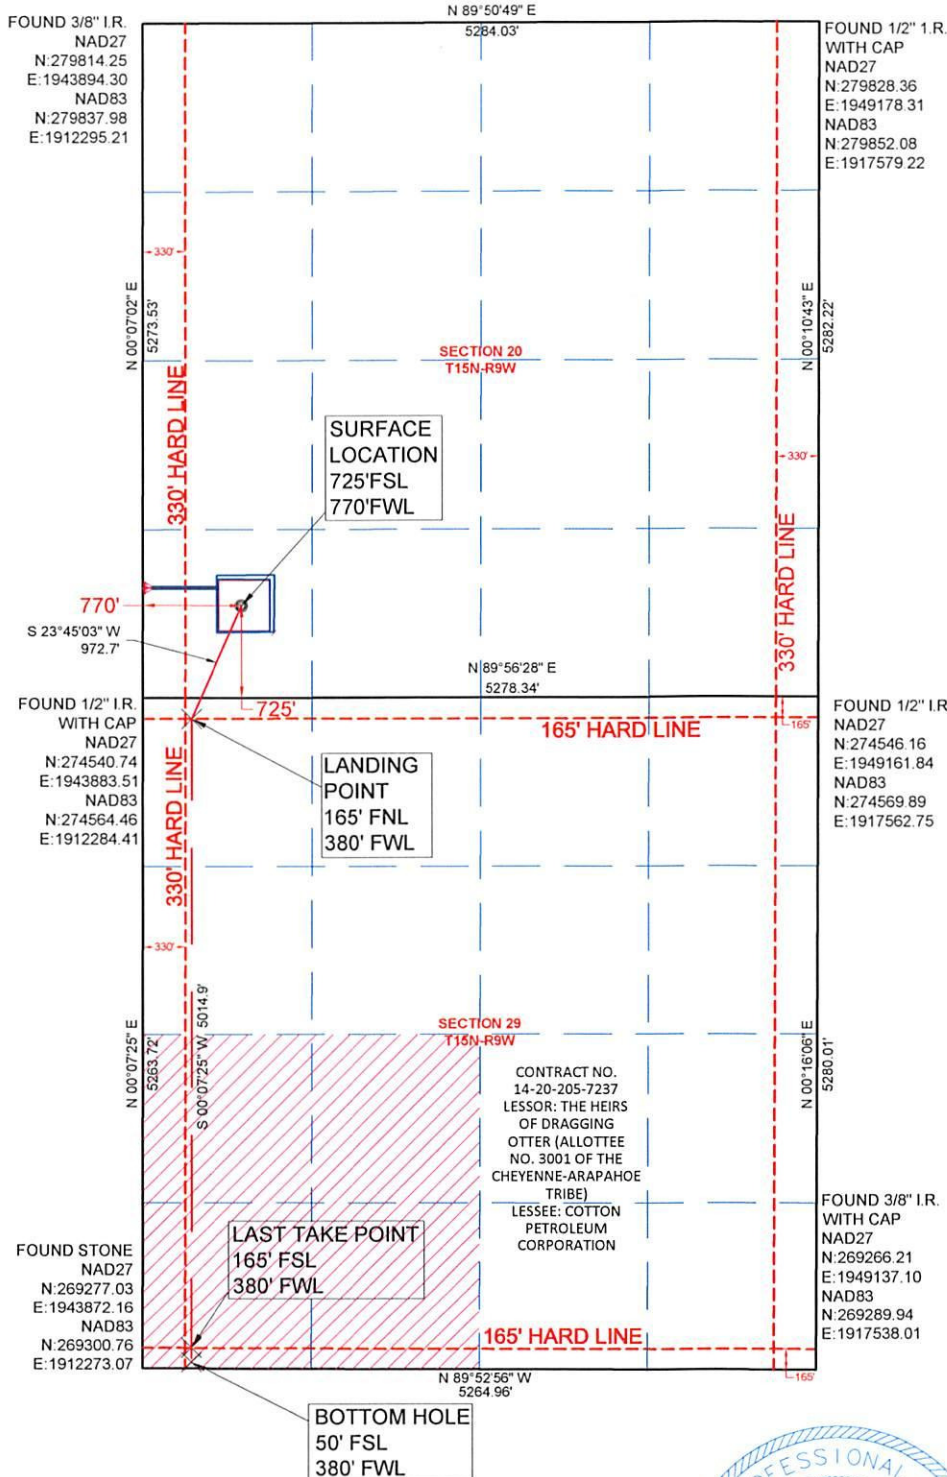 N 89°50'49" E
5284.03'
FOUND 3/8" I.R.
NAD27
N:279814.25
E:1943894.30
NAD83
N:279837.98
E:1912295.21
FOUND 1/2" 1.R.
WITH CAP
NAD27
N:279828.36
E:1949178.31
NAD83
N:279852.08
E:1917579.22
330'
N 00°07'02" E
5273.53'
330' HARD LINE
SECTION 20
T15N-R9W
N 00°10'43" E
5282.22'
330'
330' HARD LINE
SURFACE
LOCATION
725'FSL
770'FWL
770'
S 23°45'03" W
972.7'
725'
N 89°56'28" E
5278.34'
FOUND 1/2" I.R.
WITH CAP
NAD27
N:274540.74
E:1943883.51
NAD83
N:274564.46
E:1912284.41
165' HARD LINE
165'
FOUND 1/2" I.R
NAD27
N:274546.16
E:1949161.84
NAD83
N:274569.89
E:1917562.75
LANDING
POINT
165' FNL
380' FWL
330' HARD LINE
330'
N 00°07'25" E
5263.72'
S 00°07'25" W 5014.9'
SECTION 29
T15N-R9W
N 00°16'06" E
5280.01'
CONTRACT NO.
14-20-205-7237
LESSOR: THE HEIRS
OF DRAGGING
OTTER (ALLOTTEE
NO. 3001 OF THE
CHEYENNE-ARAPAHOE
TRIBE)
LESSEE: COTTON
PETROLEUM
CORPORATION
LAST TAKE POINT
165' FSL
380' FWL
FOUND STONE
NAD27
N:269277.03
E:1943872.16
NAD83
N:269300.76
E:1912273.07
FOUND 3/8" I.R.
WITH CAP
NAD27
N:269266.21
E:1949137.10
NAD83
N:269289.94
E:1917538.01
165' HARD LINE
165'
N 89°52'56" W
5264.96'
BOTTOM HOLE
50' FSL
380' FWL